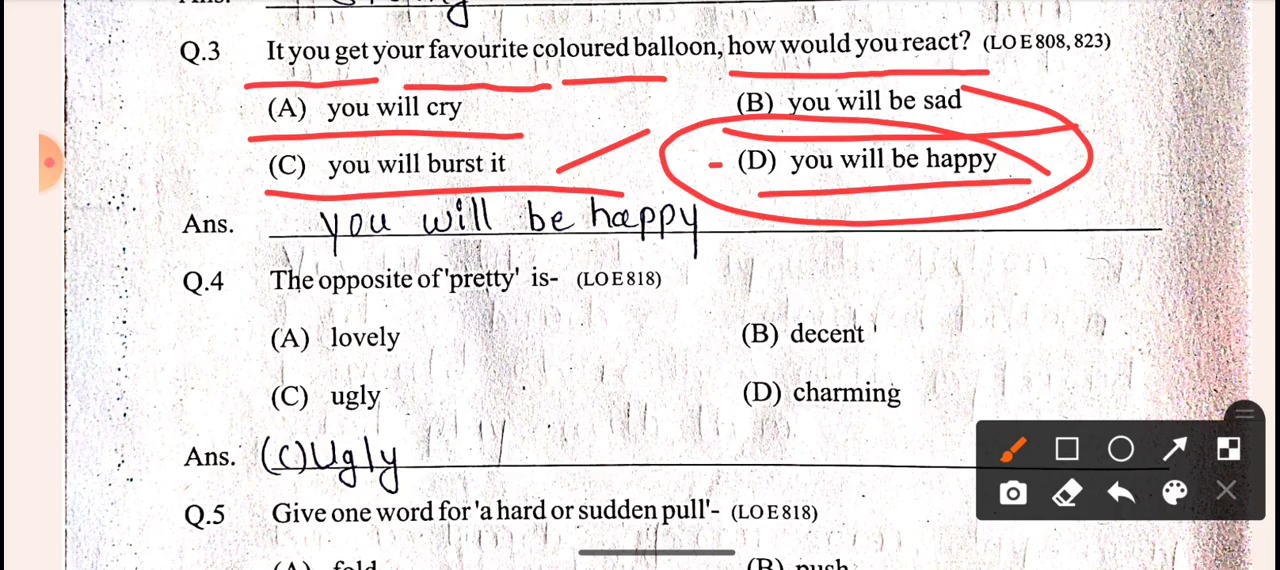 Q.3 It you get your favourite coloured balloon, how would you react? (LO E 808, 823)
(A) you will cry (B) you will be sad
(C) you will burst it (D) you will be happy
Ans. you will be happy
Q.4 The opposite of 'pretty' is- (LO E 818)
(A) lovely (B) decent
(C) ugly (D) charming
Ans. (C) Ugly
Q.5 Give one word for 'a hard or sudden pull'- (LO E 818)
(A) fold (B) push